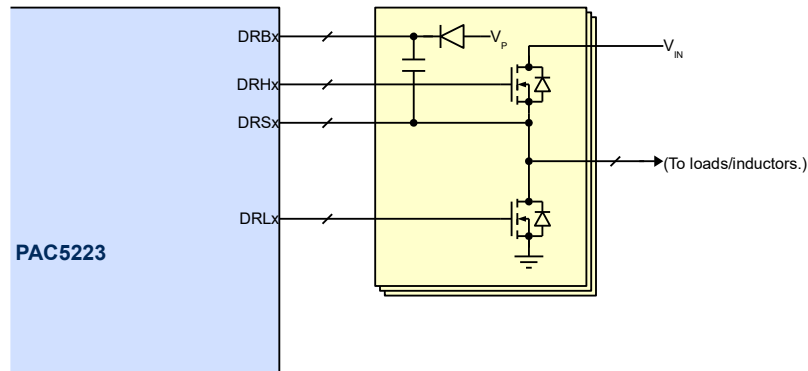 DRBx
V_P
V_IN
DRHx
DRSx
(To loads/inductors.)
DRLx
PAC5223